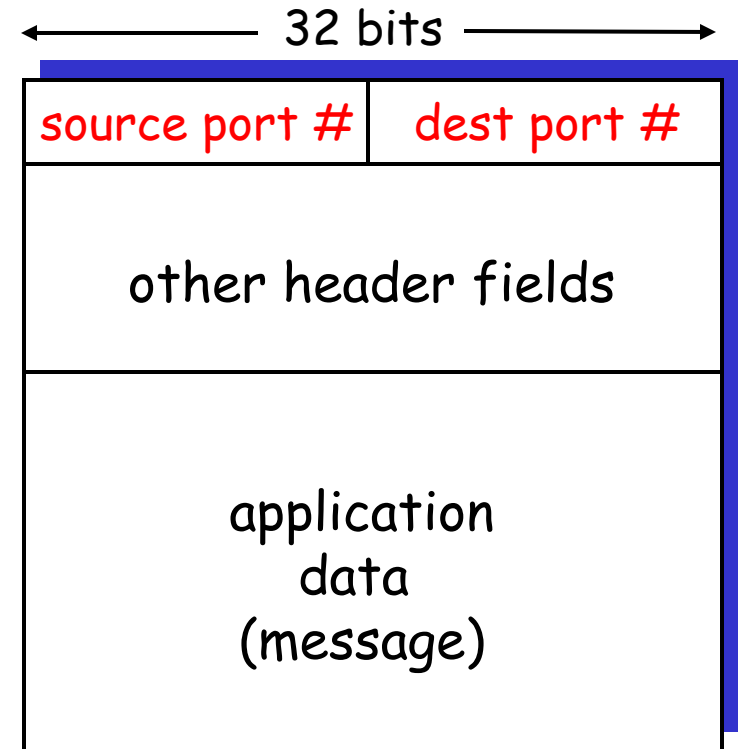 32 bits
source port # dest port #
other header fields
application
data
(message)